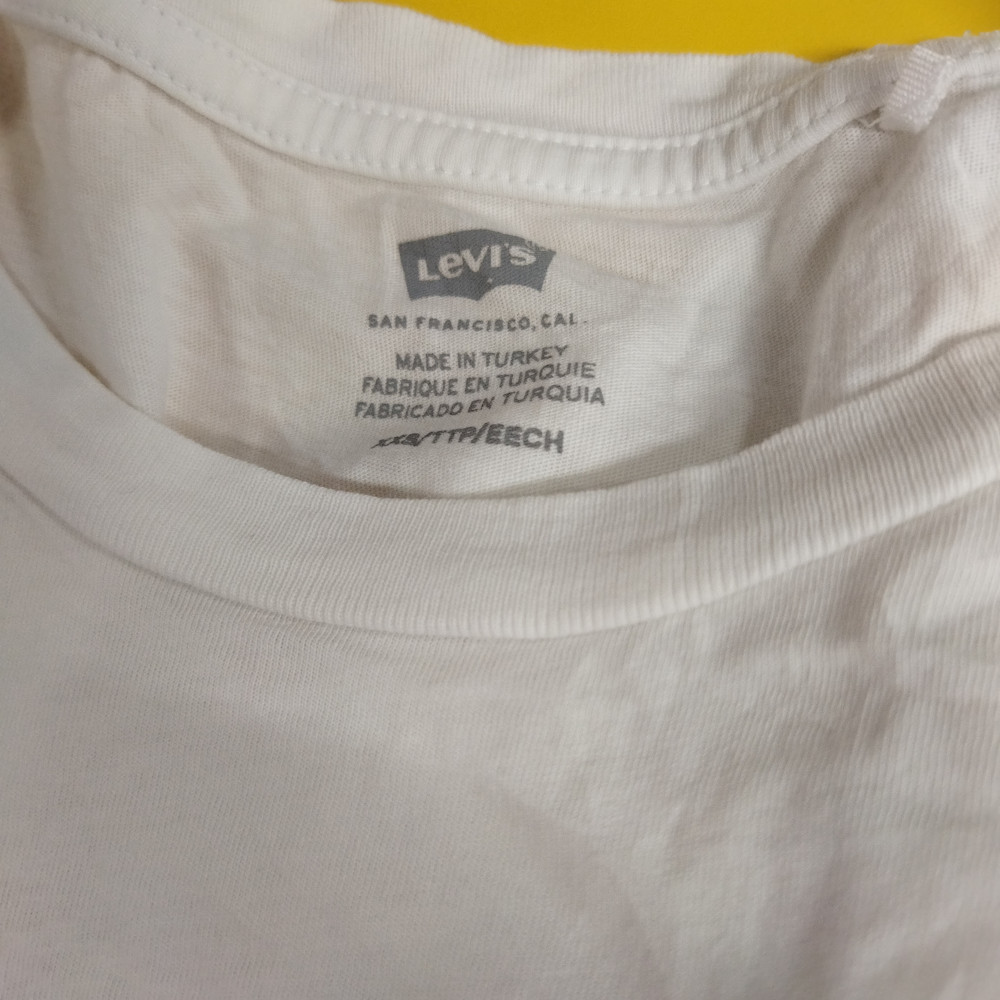 LEVI'S
SAN FRANCISCO, CAL.
MADE IN TURKEY
FABRIQUE EN TURQUIE
FABRICADO EN TURQUIA
XXS/TTP/EECH